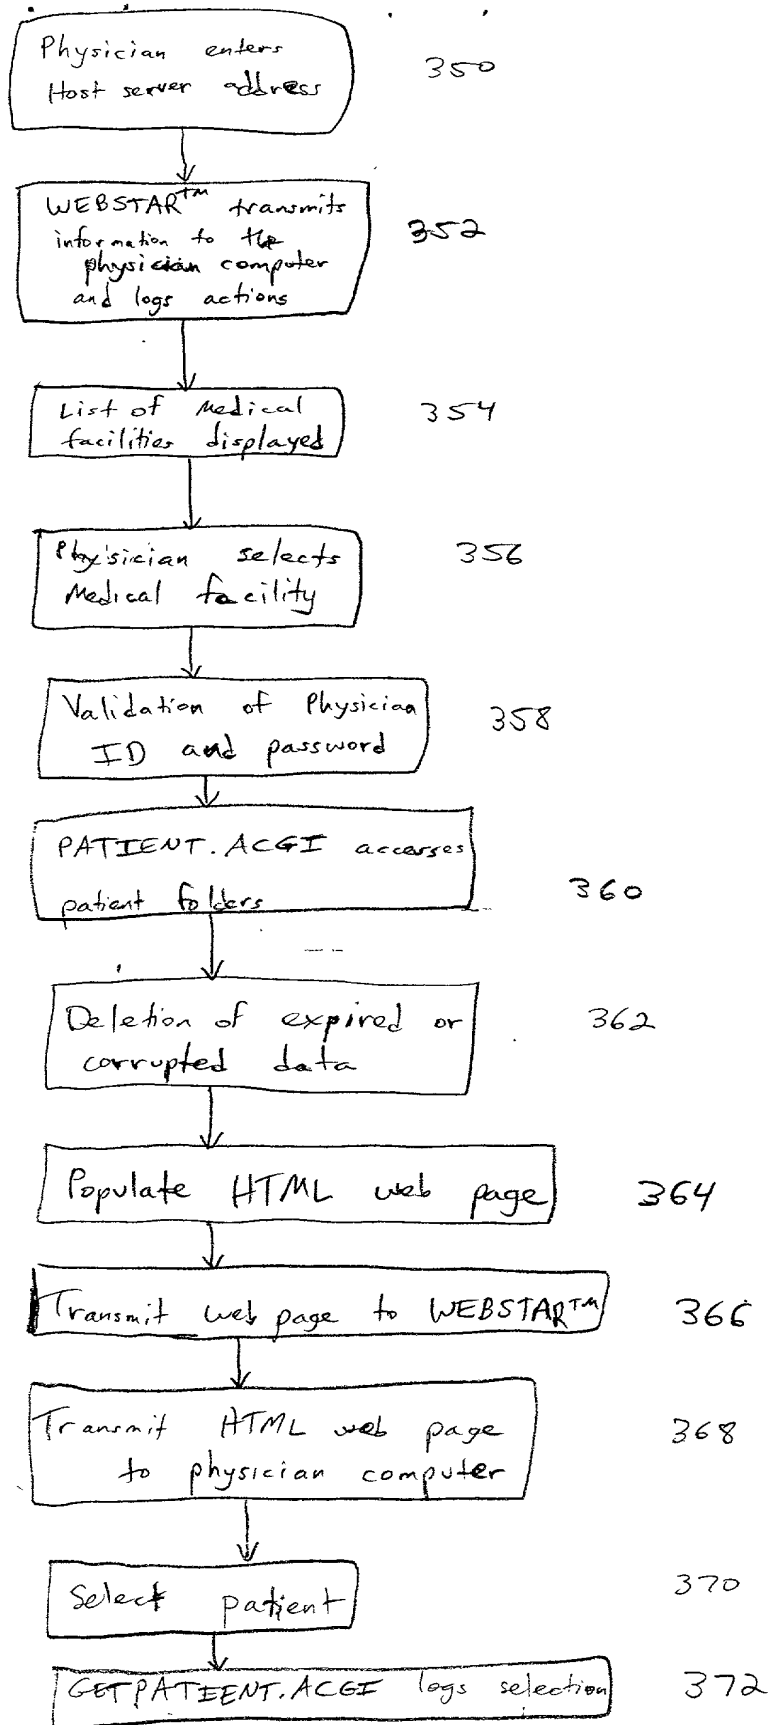 Physician enters
Host server address
350
WEBSTAR™ transmits
information to the
physician computer
and logs actions
352
List of Medical
facilities displayed
354
Physician selects
Medical facility
356
Validation of Physician
ID and password
358
PATIENT.ACGI accesses
patient folders
360
Deletion of expired or
corrupted data
362
Populate HTML web page
364
Transmit web page to WEBSTAR™
366
Transmit HTML web page
to physician computer
368
Select patient
370
GETPATIEENT.ACGI logs selection
372